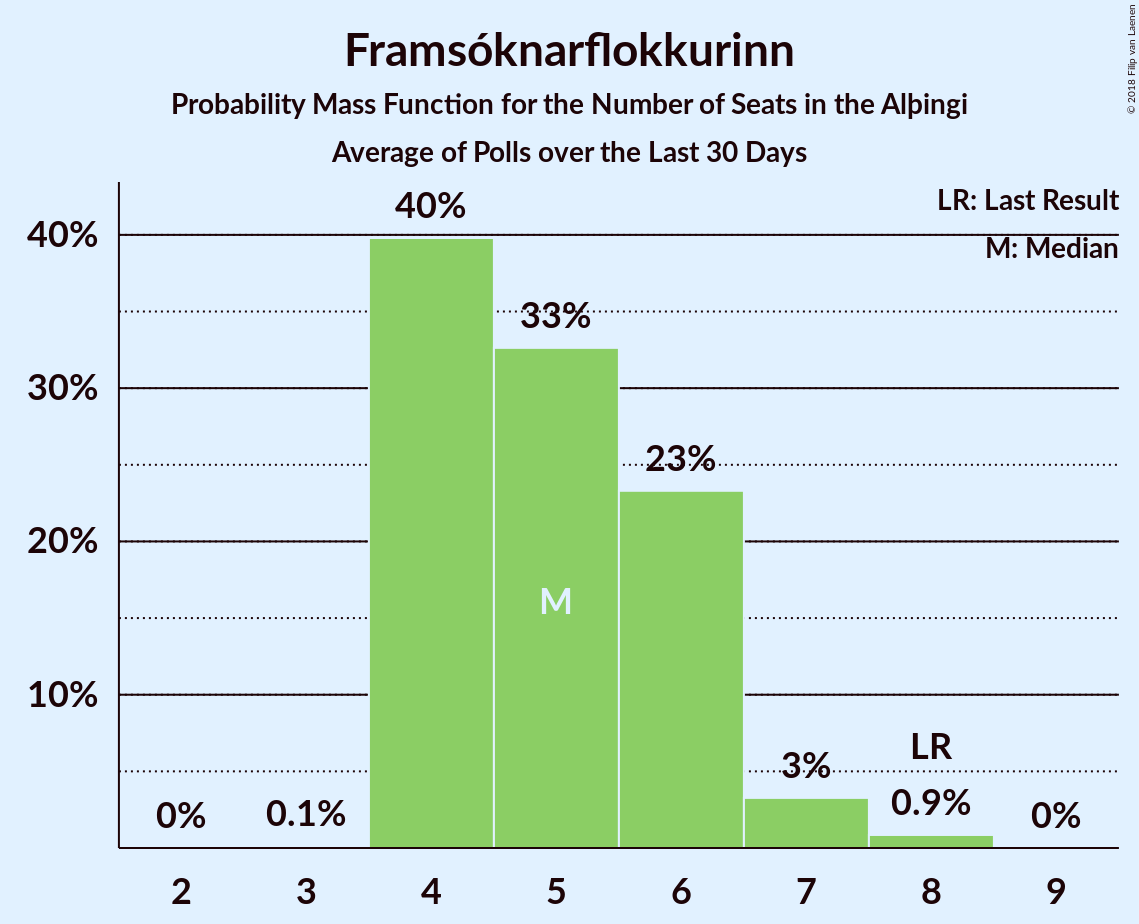 Framsóknarflokkurinn
Probability Mass Function for the Number of Seats in the Alþingi
Average of Polls over the Last 30 Days
© 2018 Filip van Laenen
LR: Last Result
M: Median
40%
30%
20%
10%
0%
0.1%
40%
33%
23%
3%
0.9%
0%
M
LR
2 3 4 5 6 7 8 9